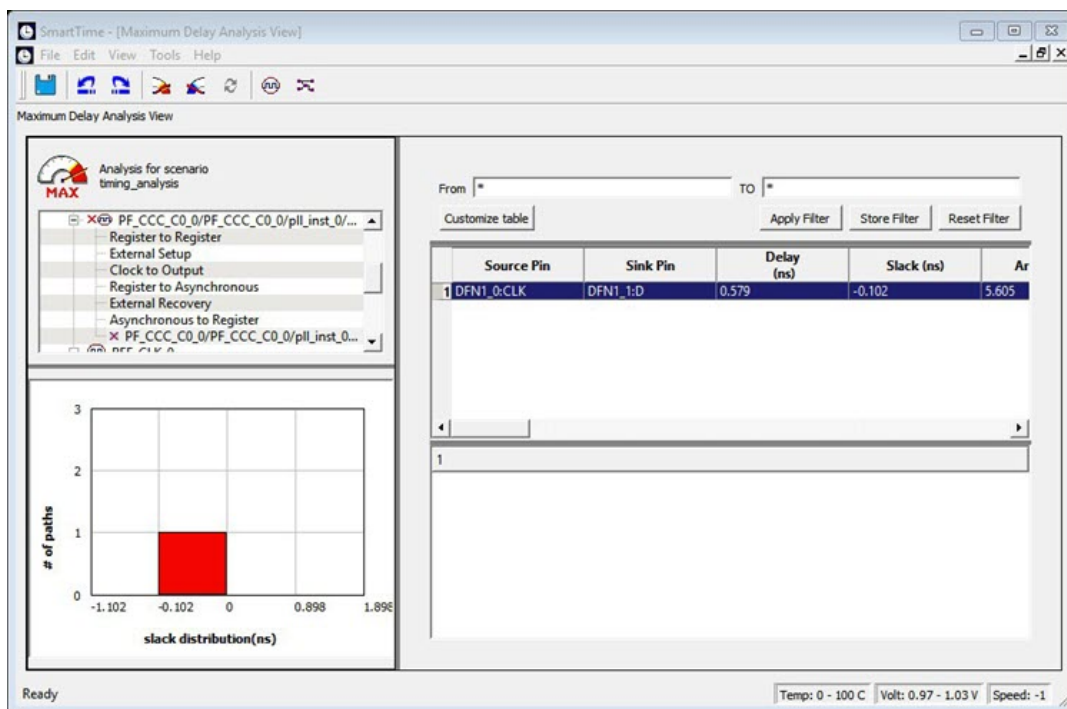 SmartTime - [Maximum Delay Analysis View]
File Edit View Tools Help
Maximum Delay Analysis View
MAX
Analysis for scenario
timing_analysis
PF_CCC_C0_0/PF_CCC_C0_0/pll_inst_0/...
Register to Register
External Setup
Clock to Output
Register to Asynchronous
External Recovery
Asynchronous to Register
PF_CCC_C0_0/PF_CCC_C0_0/pll_inst_0...
From * TO *
Customize table Apply Filter Store Filter Reset Filter
Source Pin Sink Pin Delay (ns) Slack (ns) Ar
1 DFN1_0:CLK DFN1_1:D 0.579 -0.102 5.605
1
3
2
1
0
# of paths
-1.102 -0.102 0 0.898 1.898
slack distribution(ns)
Ready Temp: 0 - 100 C Volt: 0.97 - 1.03 V Speed: -1